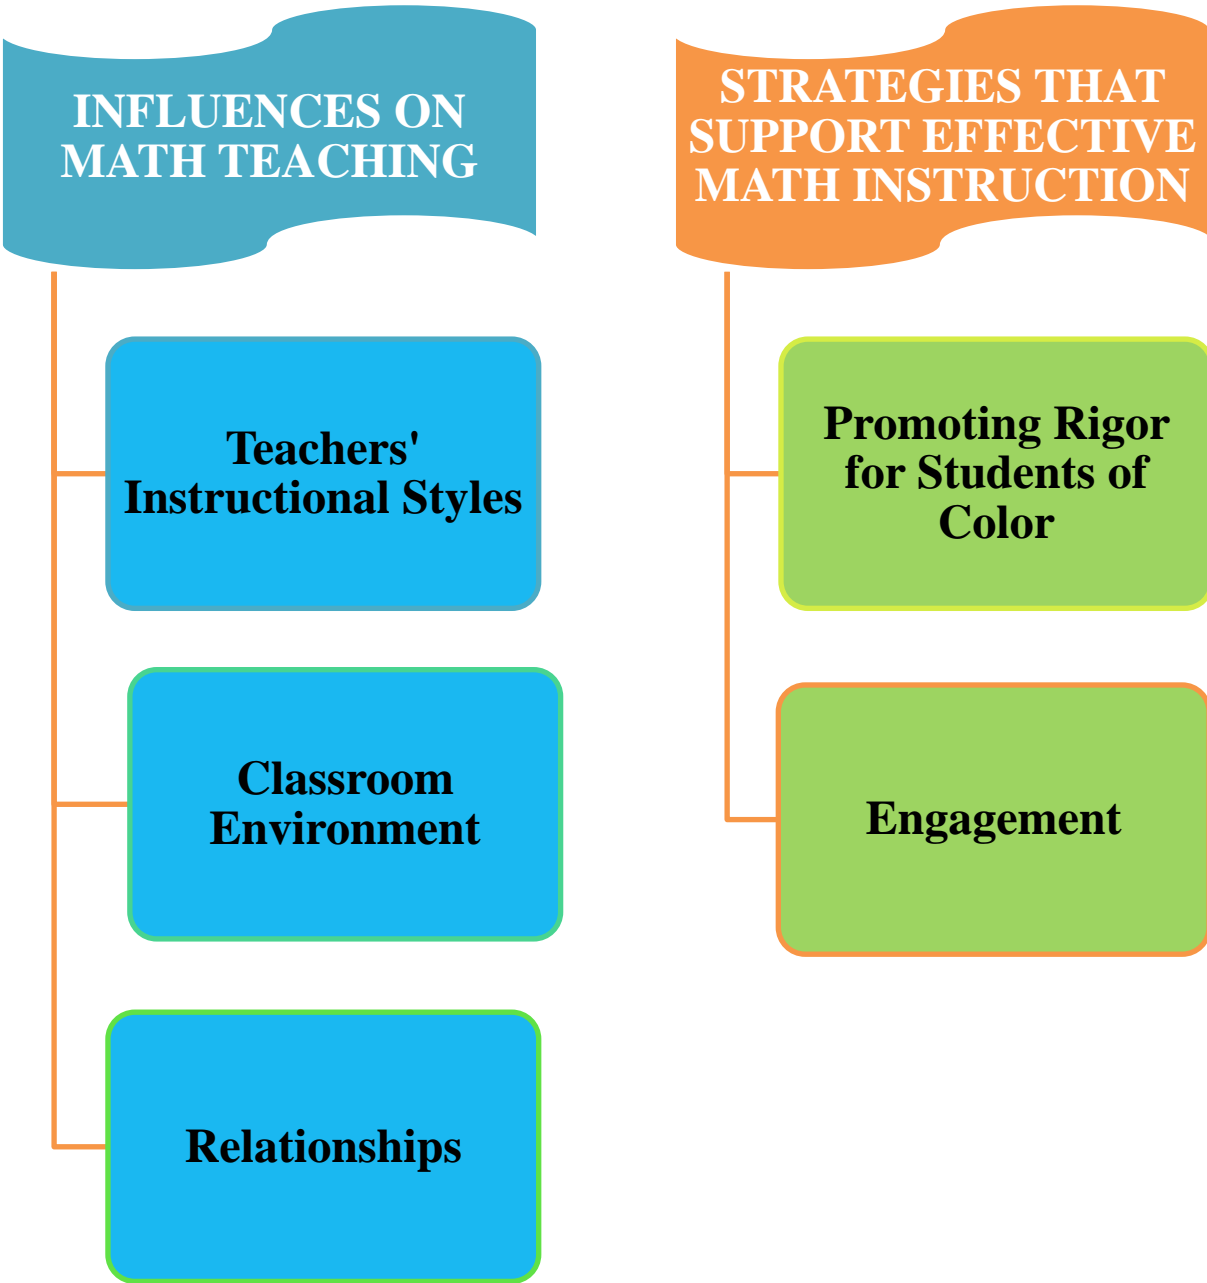 INFLUENCES ON
MATH TEACHING
Teachers'
Instructional Styles
Classroom
Environment
Relationships
STRATEGIES THAT
SUPPORT EFFECTIVE
MATH INSTRUCTION
Promoting Rigor
for Students of
Color
Engagement